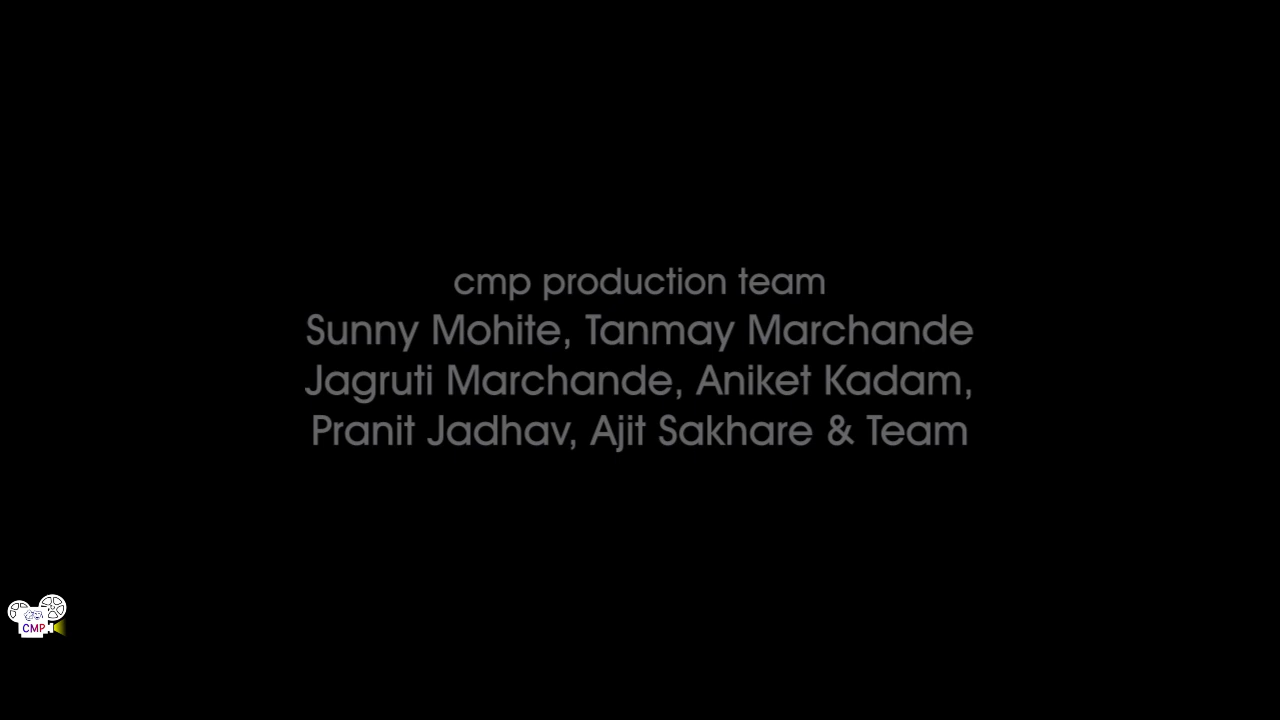 cmp production team
Sunny Mohite, Tanmay Marchande
Jagruti Marchande, Aniket Kadam,
Pranit Jadhav, Ajit Sakhare & Team
CMP